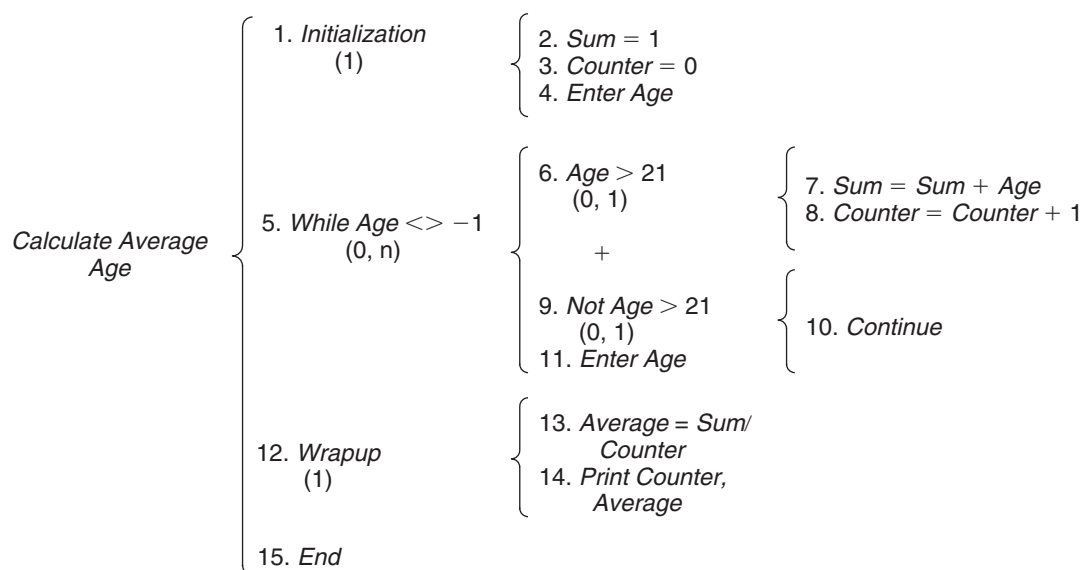 1. Initialization
(1)
2. Sum = 1
3. Counter = 0
4. Enter Age
Calculate Average
Age
5. While Age <> −1
(0, n)
6. Age > 21
(0, 1)
+
7. Sum = Sum + Age
8. Counter = Counter + 1
9. Not Age > 21
(0, 1)
10. Continue
11. Enter Age
12. Wrapup
(1)
13. Average = Sum/
Counter
14. Print Counter,
Average
15. End